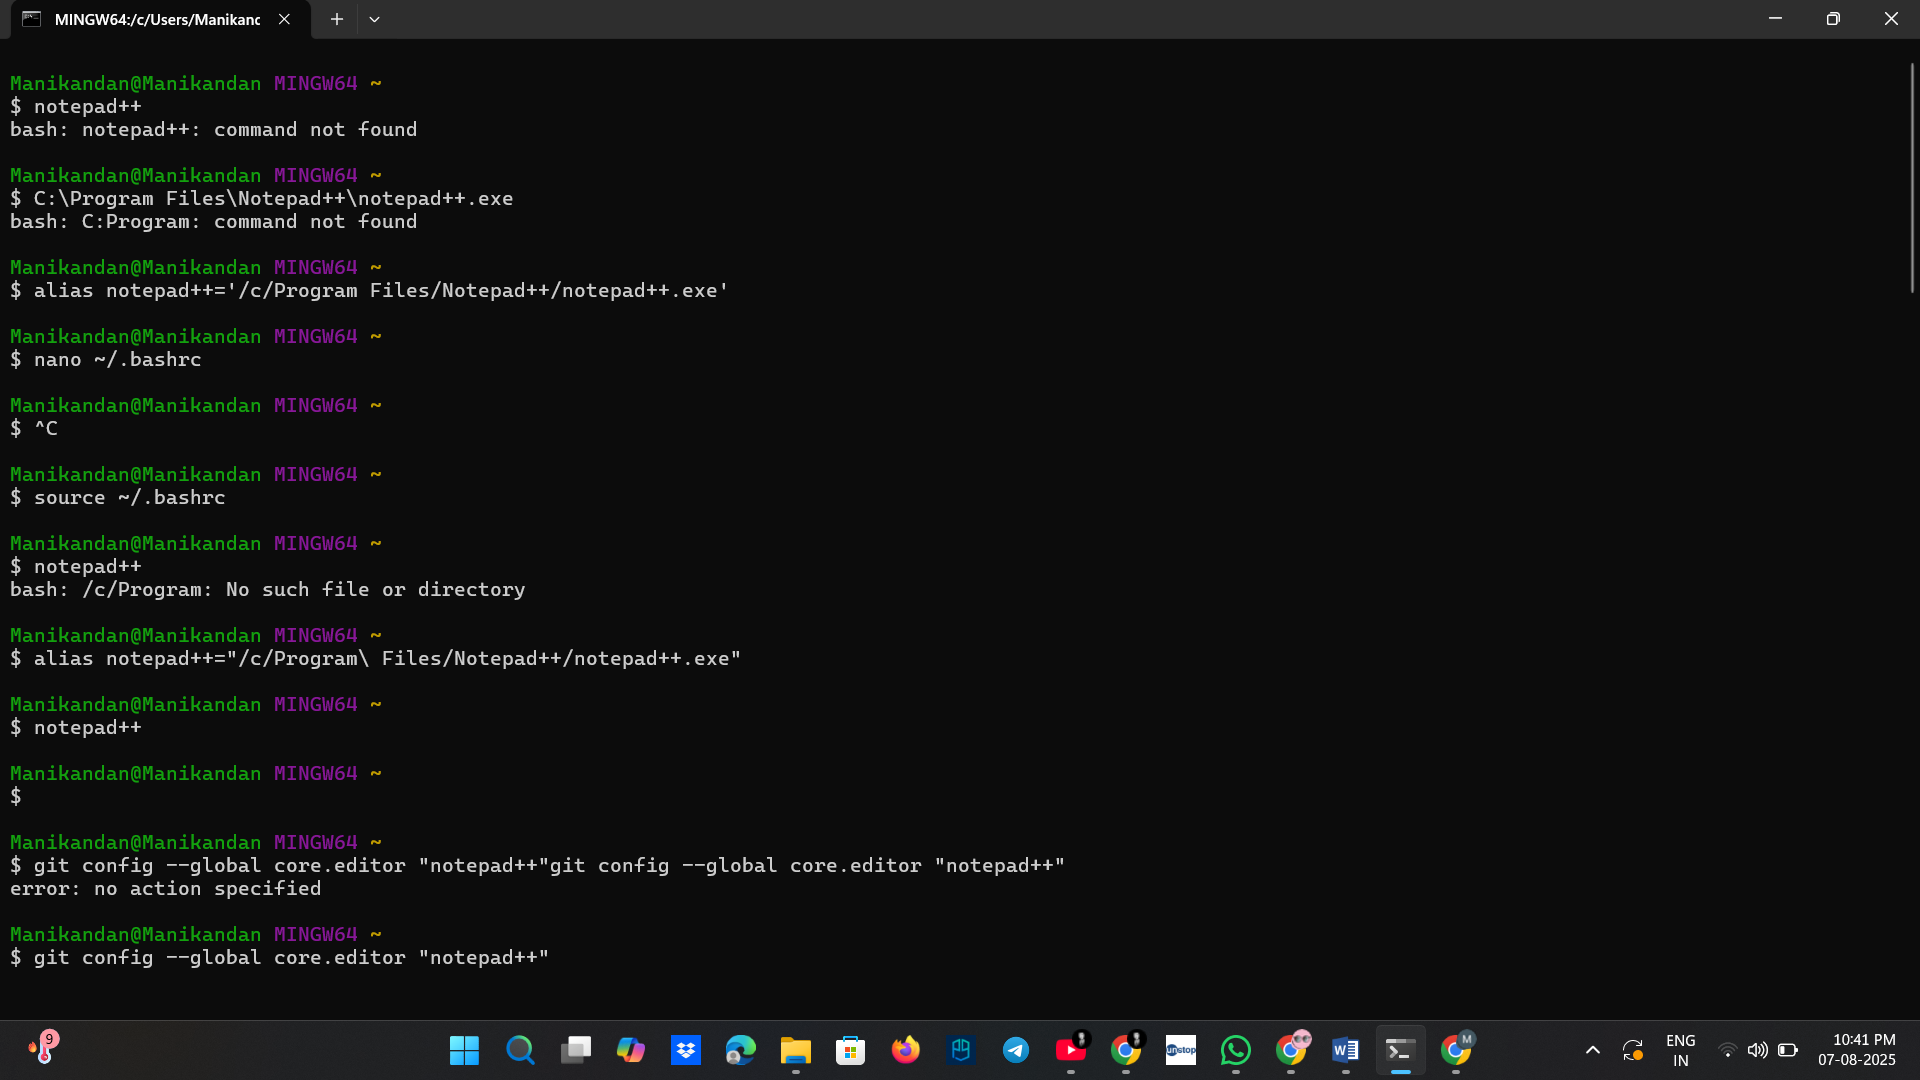 MINGW64:/c/Users/Manikanc
Manikandan@Manikandan MINGW64 ~
$ notepad++
bash: notepad++: command not found
Manikandan@Manikandan MINGW64 ~
$ C:\Program Files\Notepad++\notepad++.exe
bash: C:Program: command not found
Manikandan@Manikandan MINGW64 ~
$ alias notepad++='/c/Program Files/Notepad++/notepad++.exe'
Manikandan@Manikandan MINGW64 ~
$ nano ~/.bashrc
Manikandan@Manikandan MINGW64 ~
$ ^C
Manikandan@Manikandan MINGW64 ~
$ source ~/.bashrc
Manikandan@Manikandan MINGW64 ~
$ notepad++
bash: /c/Program: No such file or directory
Manikandan@Manikandan MINGW64 ~
$ alias notepad++="/c/Program\ Files/Notepad++/notepad++.exe"
Manikandan@Manikandan MINGW64 ~
$ notepad++
Manikandan@Manikandan MINGW64 ~
$
Manikandan@Manikandan MINGW64 ~
$ git config --global core.editor "notepad++"git config --global core.editor "notepad++"
error: no action specified
Manikandan@Manikandan MINGW64 ~
$ git config --global core.editor "notepad++"
9
unstop
W
M
ENG
IN
10:41 PM
07-08-2025